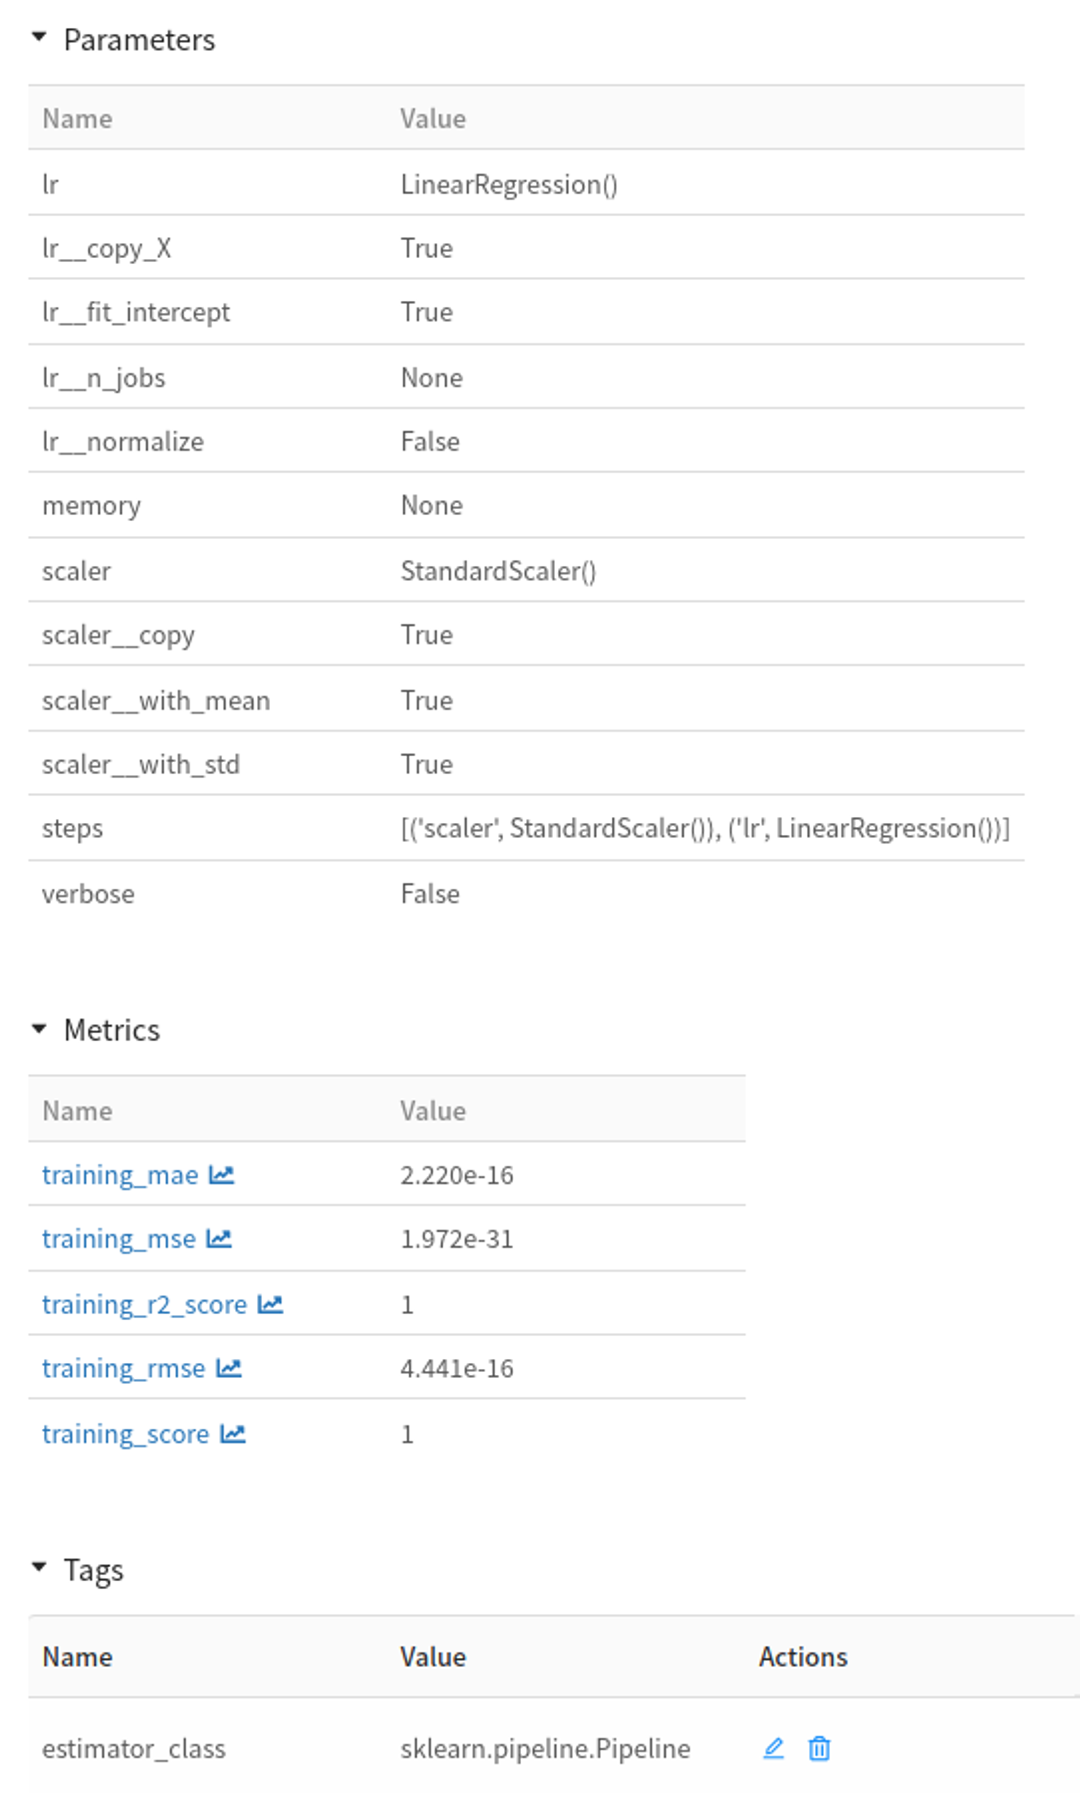 Parameters
Name Value
lr LinearRegression()
lr__copy_X True
lr__fit_intercept True
lr__n_jobs None
lr__normalize False
memory None
scaler StandardScaler()
scaler__copy True
scaler__with_mean True
scaler__with_std True
steps [('scaler', StandardScaler()), ('lr', LinearRegression())]
verbose False
Metrics
Name Value
training_mae 2.220e-16
training_mse 1.972e-31
training_r2_score 1
training_rmse 4.441e-16
training_score 1
Tags
Name Value Actions
estimator_class sklearn.pipeline.Pipeline